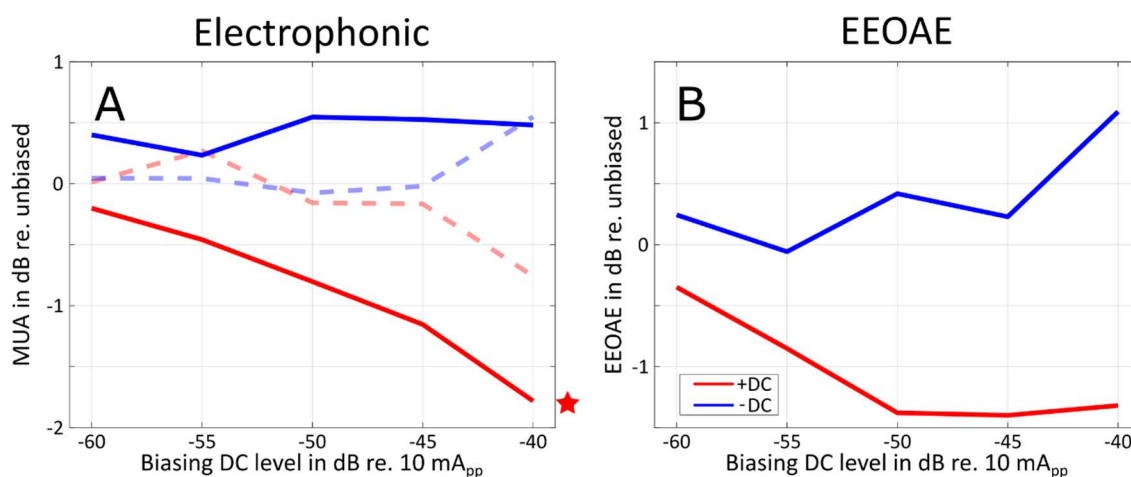 Electrophonic
EEOAE
A
MUA in dB re. unbiased
1
0
-1
-2
-60
-55
-50
-45
-40
Biasing DC level in dB re. 10 mApp
B
EEOAE in dB re. unbiased
1
0
-1
+DC
-DC
-60
-55
-50
-45
-40
Biasing DC level in dB re. 10 mApp